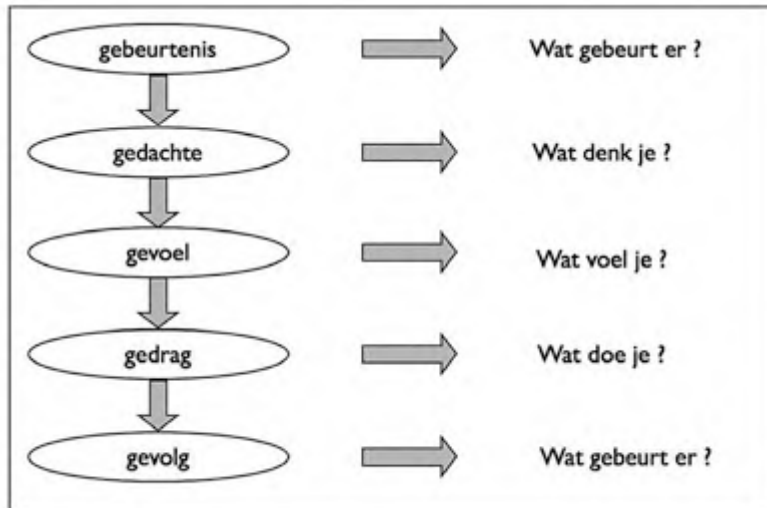 gebeurtenis Wat gebeurt er ?
gedachte Wat denk je ?
gevoel Wat voel je ?
gedrag Wat doe je ?
gevolg Wat gebeurt er ?